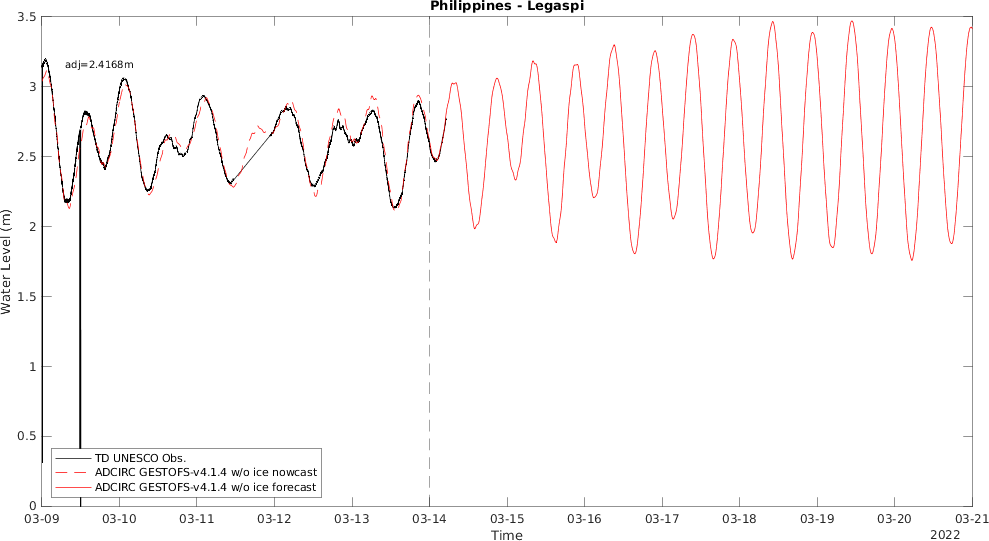 Philippines - Legaspi
adj=2.4168m
3.5
3
2.5
2
1.5
1
0.5
0
Water Level (m)
TD UNESCO Obs.
ADCIRC GESTOFS-v4.1.4 w/o ice nowcast
ADCIRC GESTOFS-v4.1.4 w/o ice forecast
03-09 03-10 03-11 03-12 03-13 03-14 03-15 03-16 03-17 03-18 03-19 03-20 03-21
Time
2022